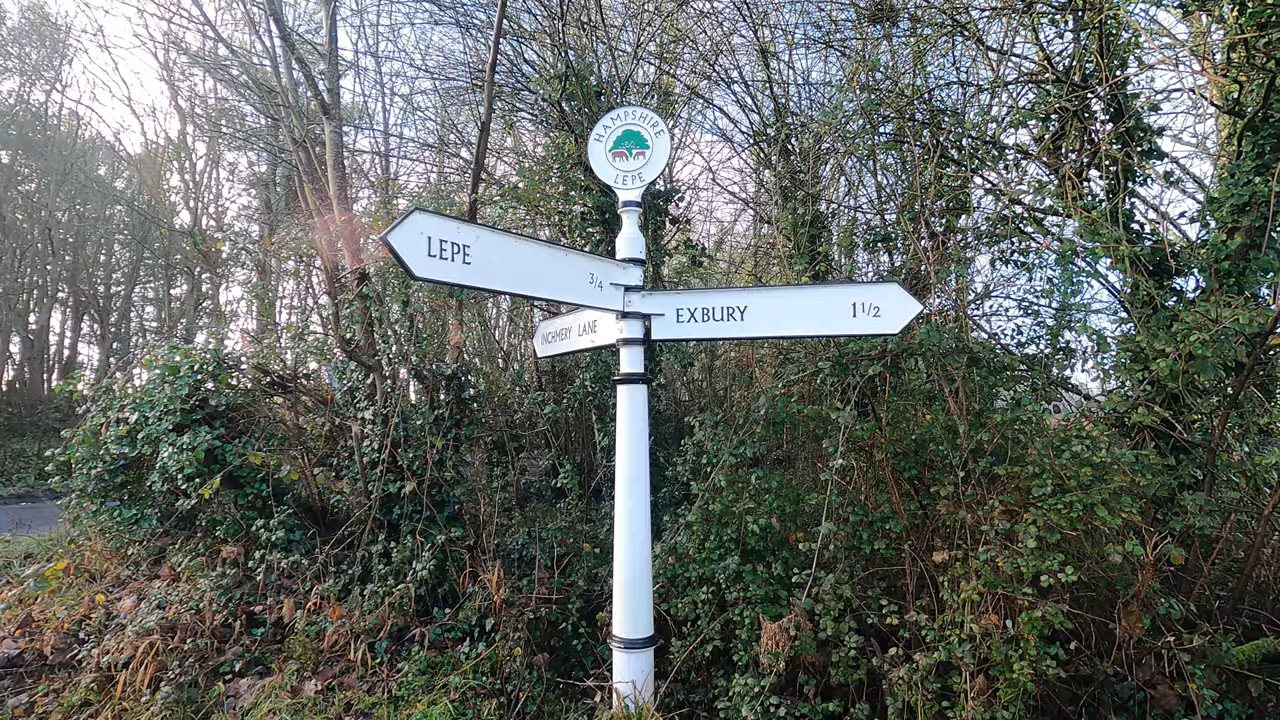 HAMPSHIRE
LEPE
LEPE 3/4
EXBURY 1 1/2
INCHMERY LANE